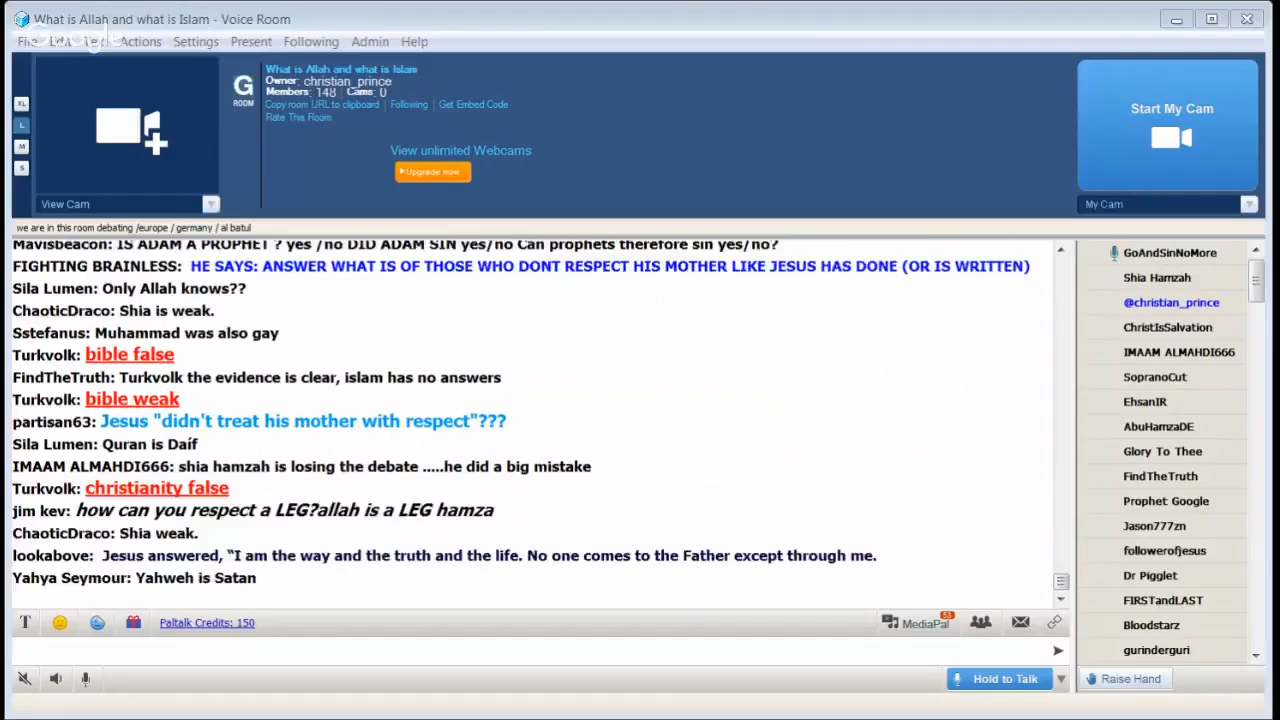 What is Allah and what is Islam - Voice Room
Google
File Edit Actions Settings Present Following Admin Help
XL
L
M
S
View Cam
G
ROOM
What is Allah and what is Islam
Owner: christian_prince
Members: 148 | Cams: 0
Copy room URL to clipboard | Following | Get Embed Code
Rate This Room
View unlimited Webcams
Upgrade now
Start My Cam
My Cam
we are in this room debating /europe / germany / al batul
Mavisbeacon: IS ADAM A PROPHET ? yes /no DID ADAM SIN yes/no Can prophets therefore sin yes/no?
FIGHTING BRAINLESS: HE SAYS: ANSWER WHAT IS OF THOSE WHO DONT RESPECT HIS MOTHER LIKE JESUS HAS DONE (OR IS WRITTEN)
Sila Lumen: Only Allah knows??
ChaoticDraco: Shia is weak.
Sstefanus: Muhammad was also gay
Turkvolk: bible false
FindTheTruth: Turkvolk the evidence is clear, islam has no answers
Turkvolk: bible weak
partisan63: Jesus "didn't treat his mother with respect"???
Sila Lumen: Quran is Daíf
IMAAM ALMAHDI666: shia hamzah is losing the debate .....he did a big mistake
Turkvolk: christianity false
jim kev: how can you respect a LEG?allah is a LEG hamza
ChaoticDraco: Shia weak.
lookabove: Jesus answered, “I am the way and the truth and the life. No one comes to the Father except through me.
Yahya Seymour: Yahweh is Satan
GoAndSinNoMore
Shia Hamzah
@christian_prince
ChristIsSalvation
IMAAM ALMAHDI666
SopranoCut
EhsanIR
AbuHamzaDE
Glory To Thee
FindTheTruth
Prophet Google
Jason777zn
followerofjesus
Dr Pigglet
FIRSTandLAST
Bloodstarz
gurinderguri
T
Paltalk Credits: 150
MediaPal
53
Hold to Talk
Raise Hand